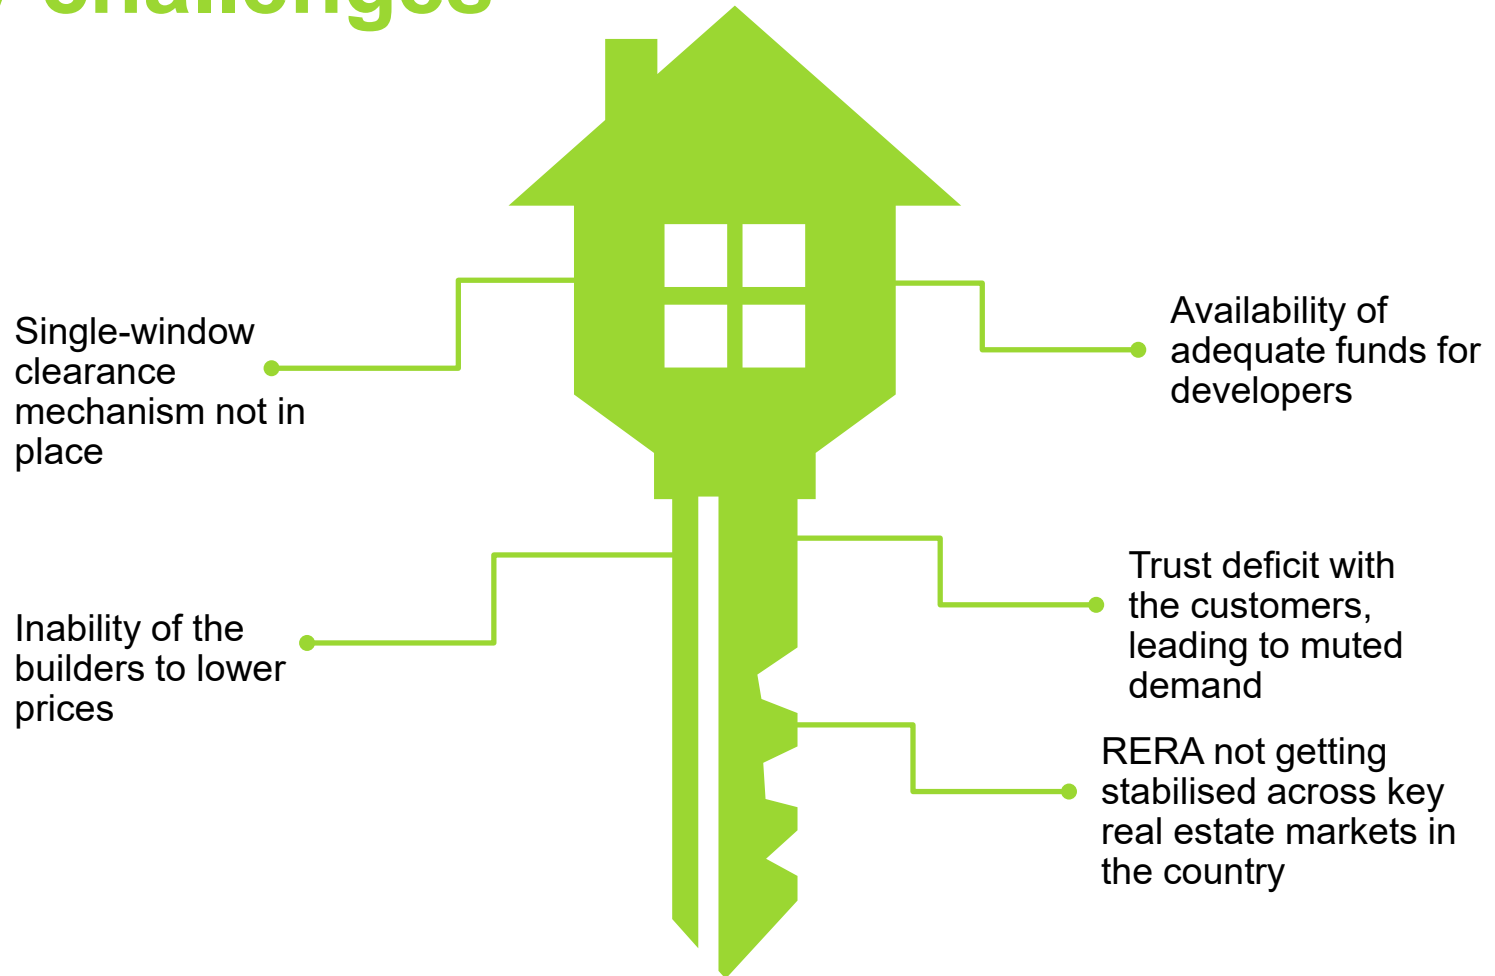 challenges
Single-window
clearance
mechanism not in
place
Inability of the
builders to lower
prices
Availability of
adequate funds for
developers
Trust deficit with
the customers,
leading to muted
demand
RERA not getting
stabilised across key
real estate markets in
the country